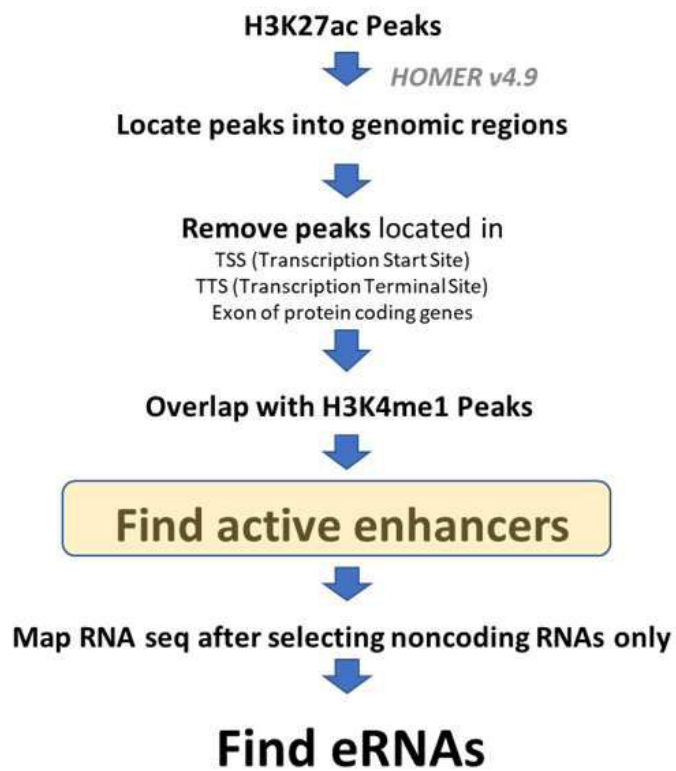 H3K27ac Peaks
HOMER v4.9
Locate peaks into genomic regions
Remove peaks located in
TSS (Transcription Start Site)
TTS (Transcription Terminal Site)
Exon of protein coding genes
Overlap with H3K4me1 Peaks
Find active enhancers
Map RNA seq after selecting noncoding RNAs only
Find eRNAs